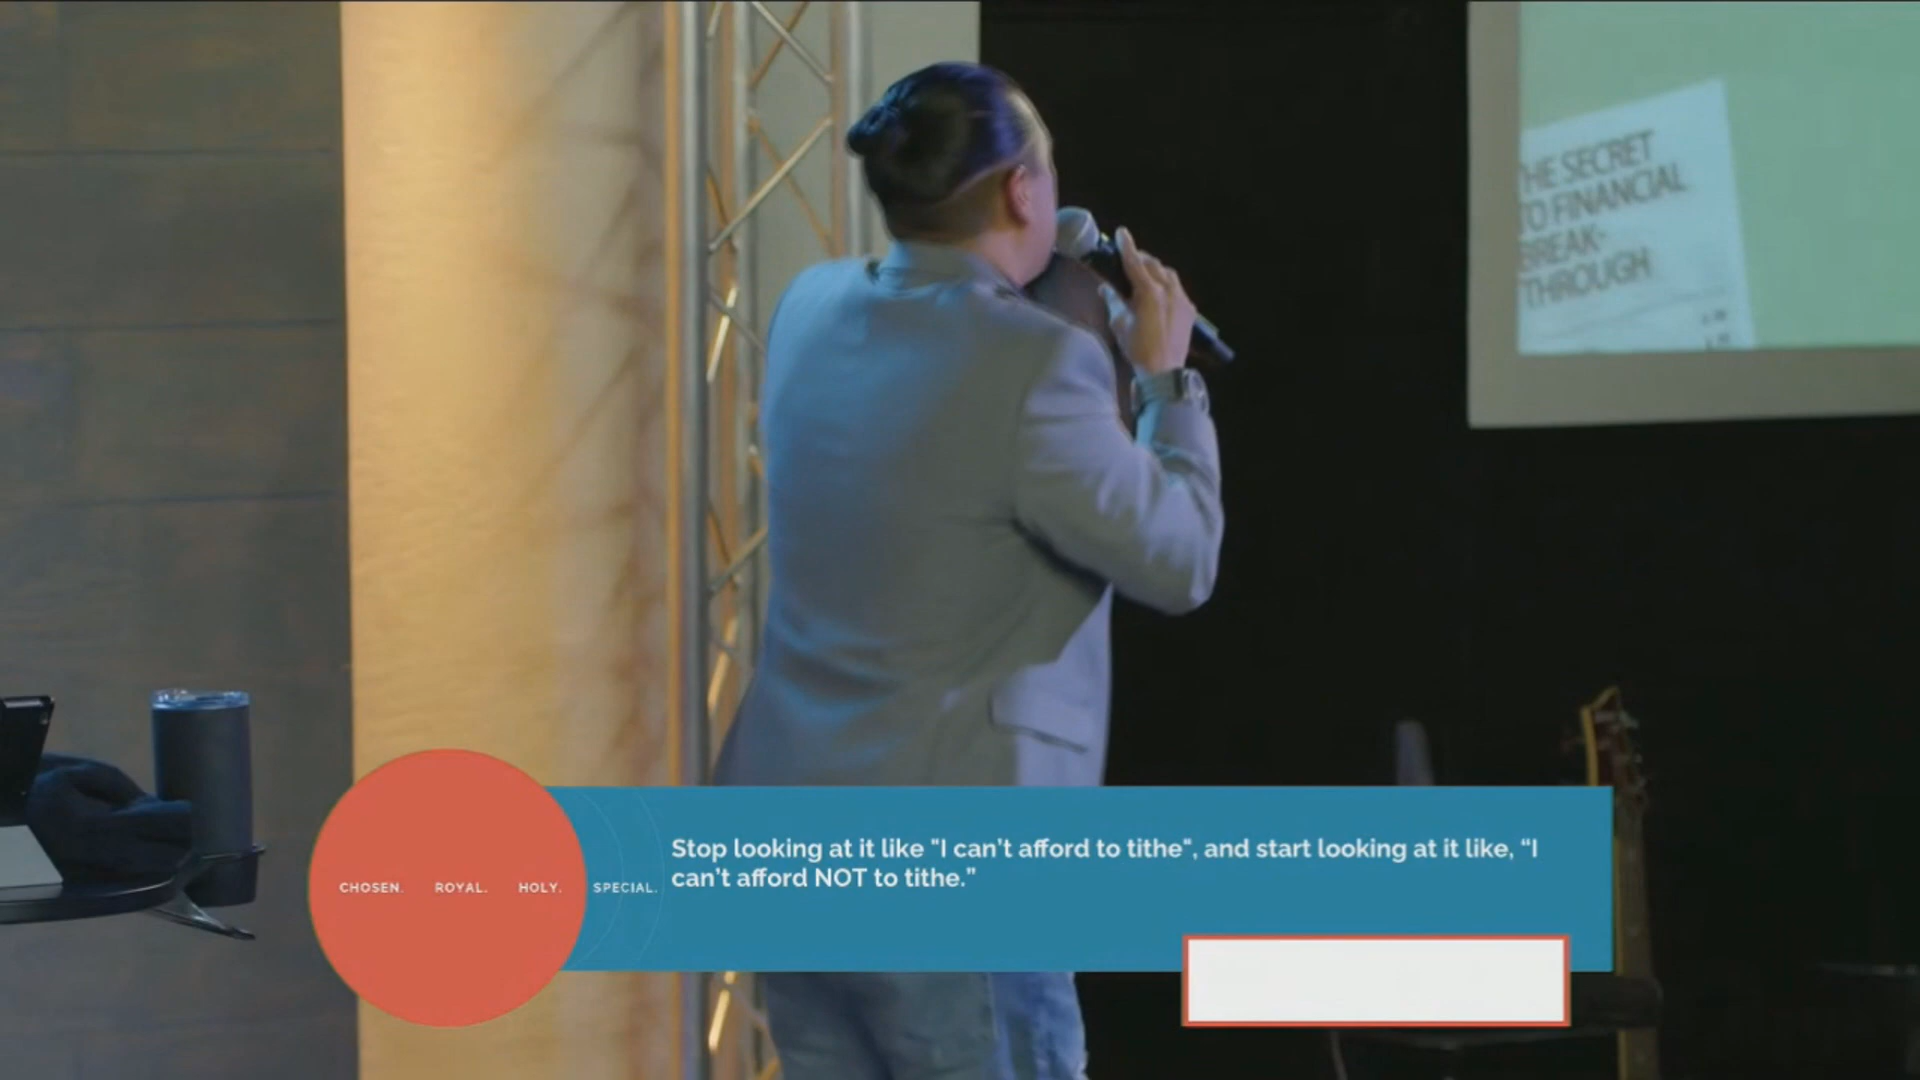 HE SECRET
TO FINANCIAL
BREAK-
THROUGH
Stop looking at it like "I can't afford to tithe", and start looking at it like, “I
can't afford NOT to tithe.”
CHOSEN. ROYAL. HOLY. SPECIAL.